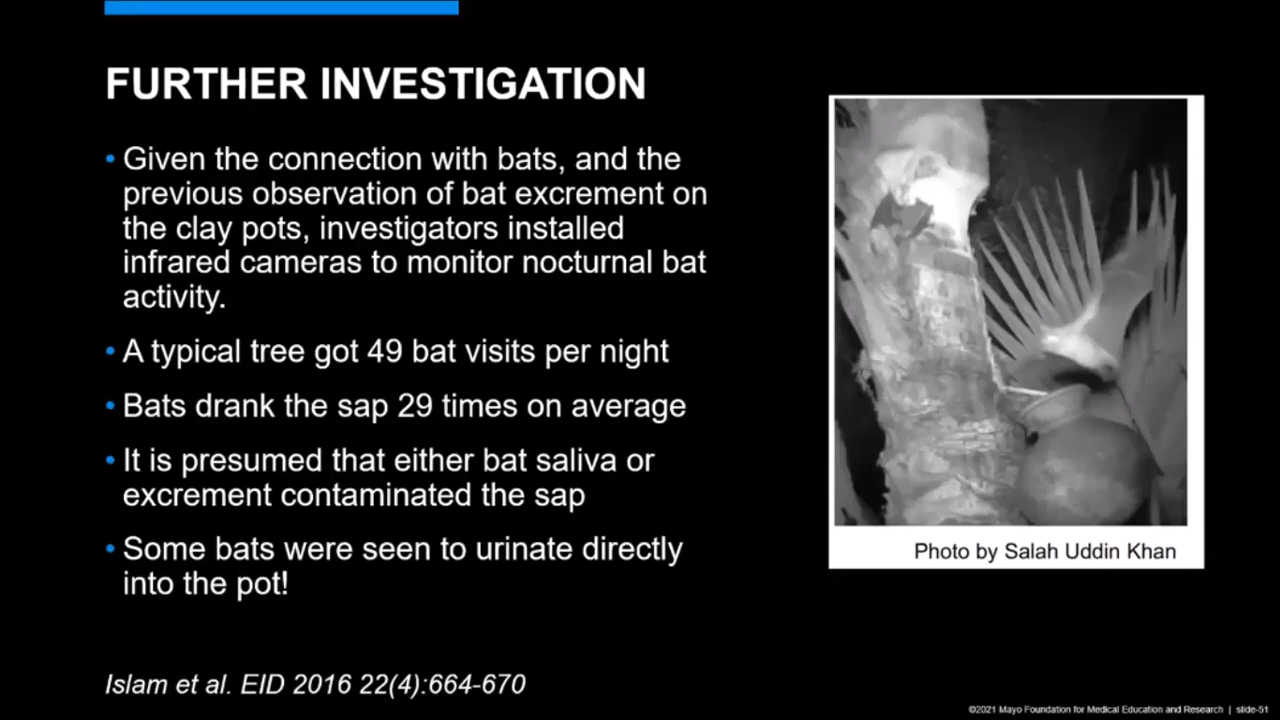 FURTHER INVESTIGATION
• Given the connection with bats, and the
previous observation of bat excrement on
the clay pots, investigators installed
infrared cameras to monitor nocturnal bat
activity.
• A typical tree got 49 bat visits per night
• Bats drank the sap 29 times on average
• It is presumed that either bat saliva or
excrement contaminated the sap
• Some bats were seen to urinate directly
into the pot!
Photo by Salah Uddin Khan
Islam et al. EID 2016 22(4):664-670
©2021 Mayo Foundation for Medical Education and Research | slide-51